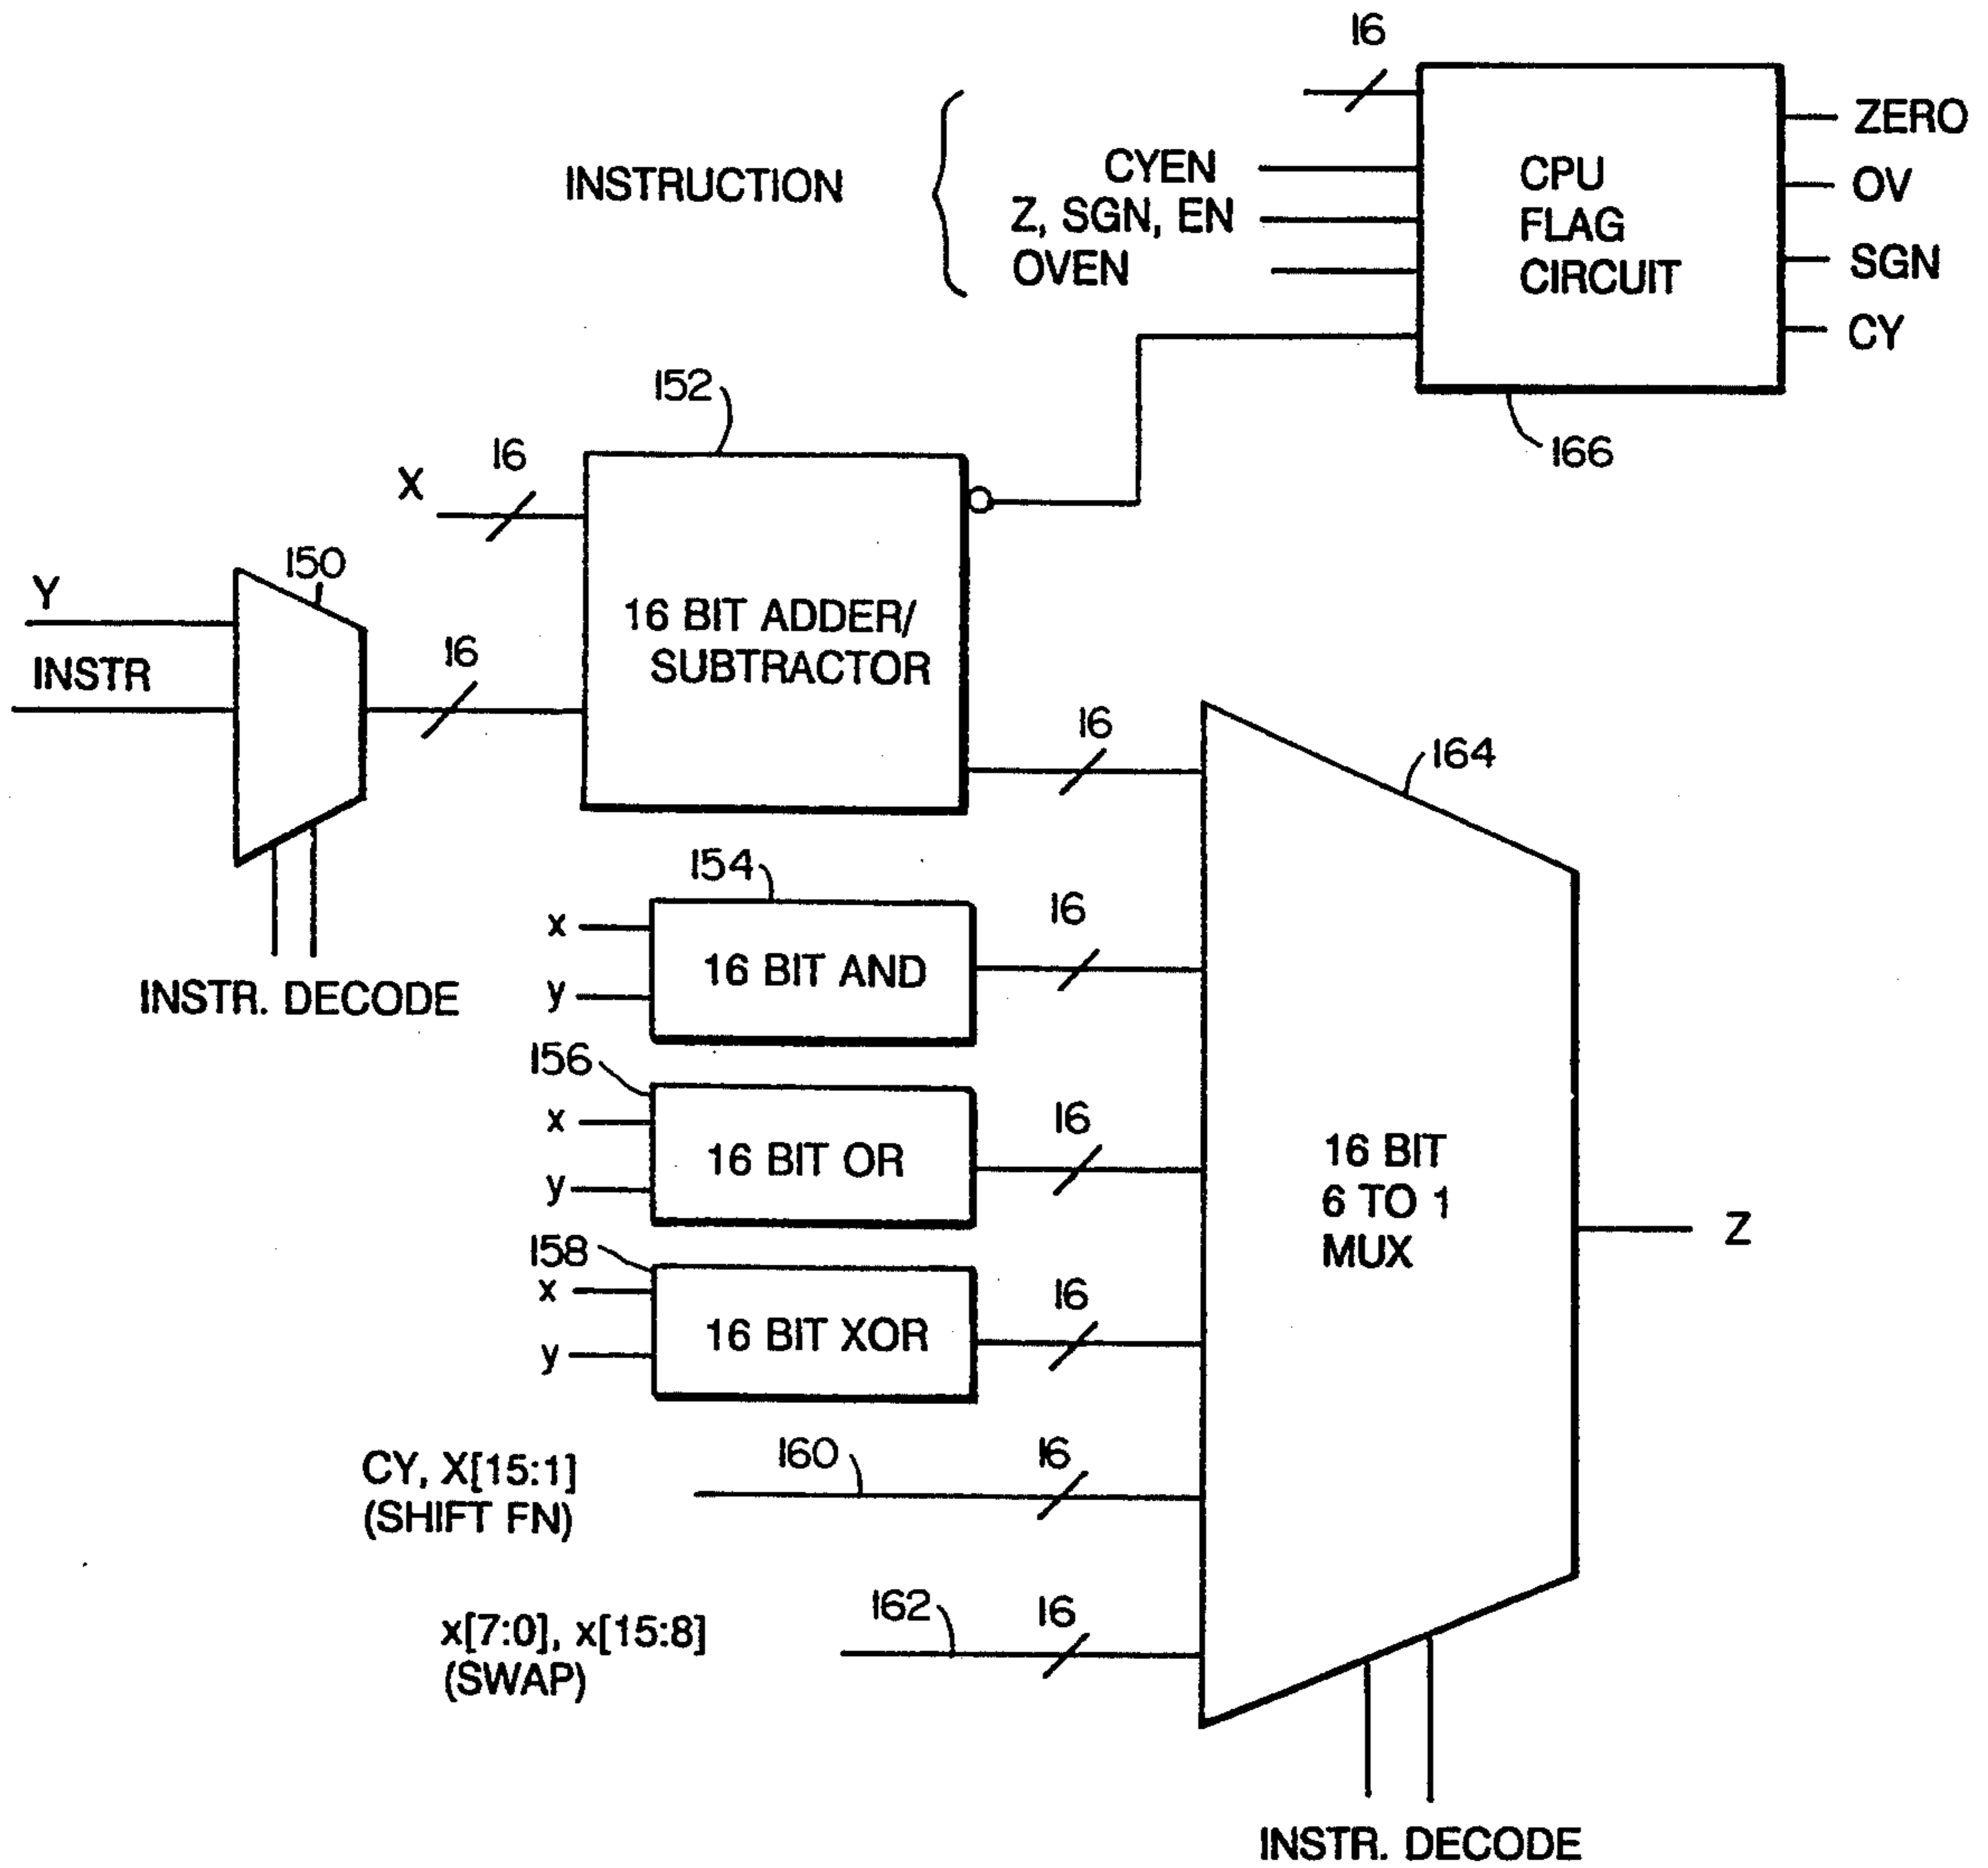 16
ZERO
INSTRUCTION
CYEN
Z, SGN, EN
OVEN
CPU
FLAG
CIRCUIT
OV
SGN
CY
166
152
X
16
150
Y
INSTR
16
16 BIT ADDER/
SUBTRACTOR
16
164
INSTR. DECODE
154
x
y
16 BIT AND
16
156
x
y
16 BIT OR
16
158
x
y
16 BIT XOR
16
16 BIT
6 TO 1
MUX
Z
CY, X[15:1]
(SHIFT FN)
160
16
x[7:0], x[15:8]
(SWAP)
162
16
INSTR. DECODE